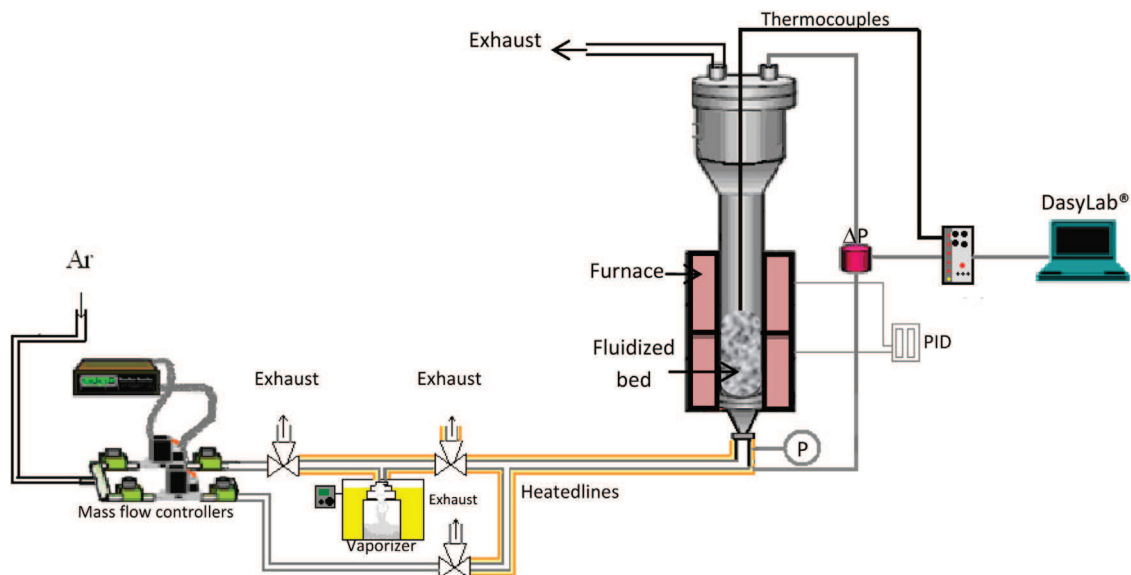 Thermocouples
Exhaust
DasyLab®
ΔP
Ar
Furnace
PID
Fluidized
bed
Exhaust
Exhaust
P
Heatedlines
Exhaust
Mass flow controllers
Vaporizer